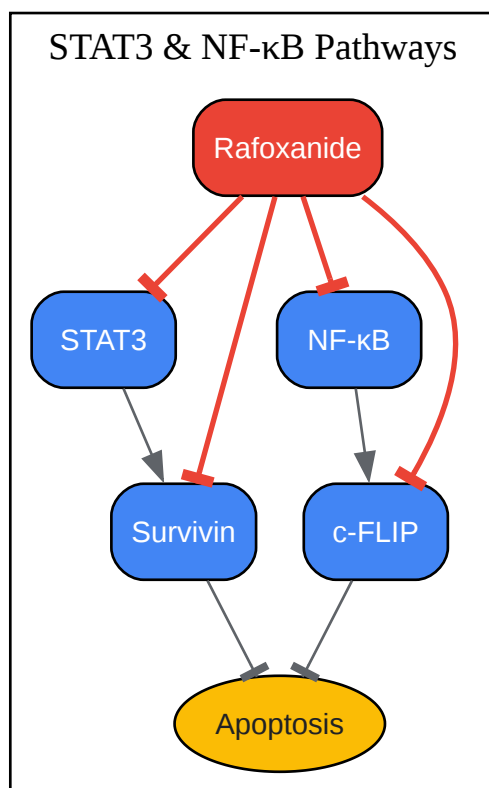 STAT3 & NF-κB Pathways
Rafoxanide
STAT3
NF-κB
Survivin
c-FLIP
Apoptosis